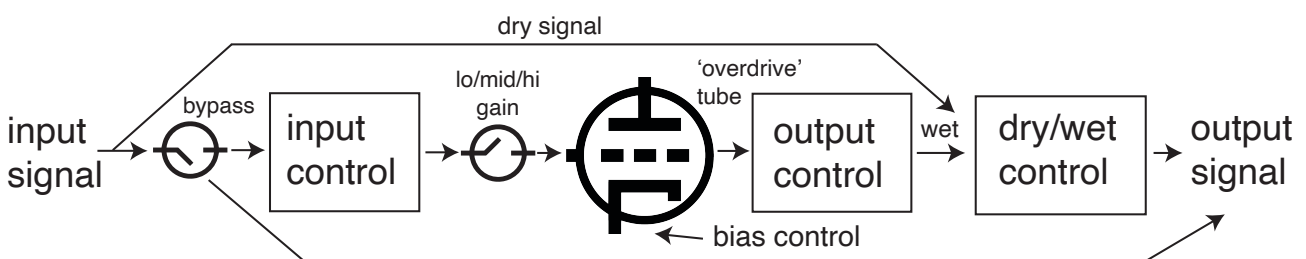 dry signal
bypass
lo/mid/hi
gain
'overdrive'
tube
input
signal
input
control
output
control
wet
dry/wet
control
output
signal
bias control